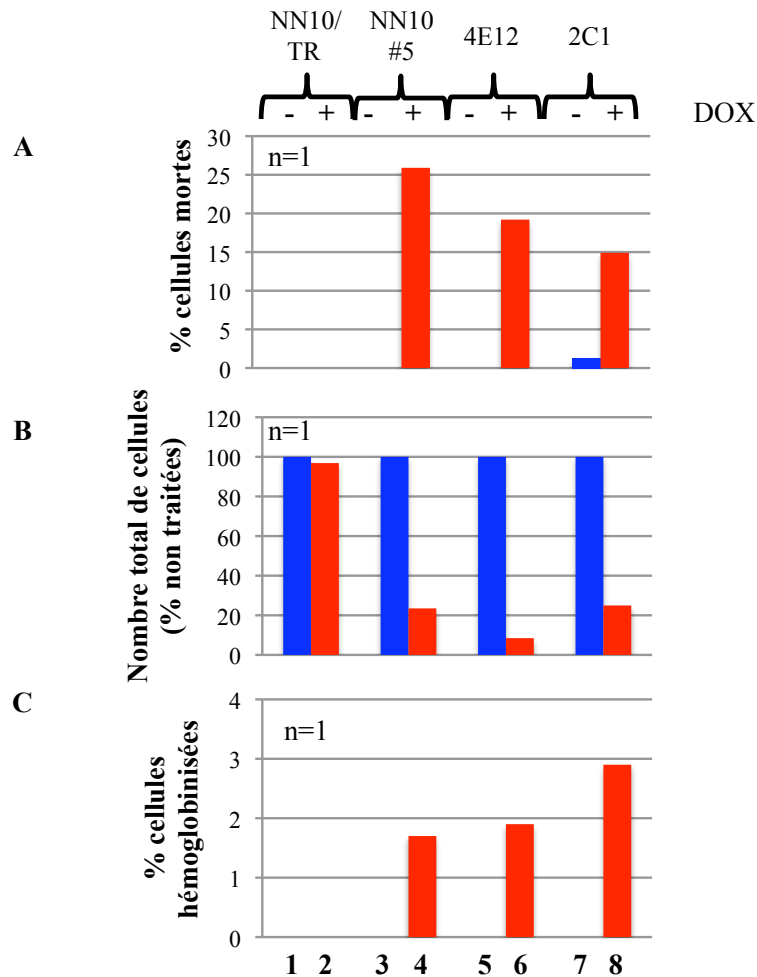 NN10/ TR
NN10 #5
4E12
2C1
- + - + - + - + DOX
A
% cellules mortes
30
25
20
15
10
5
0
n=1
B
Nombre total de cellules
(% non traitées)
120
100
80
60
40
20
0
n=1
C
% cellules
hémoglobinisées
4
3
2
1
0
n=1
1 2 3 4 5 6 7 8